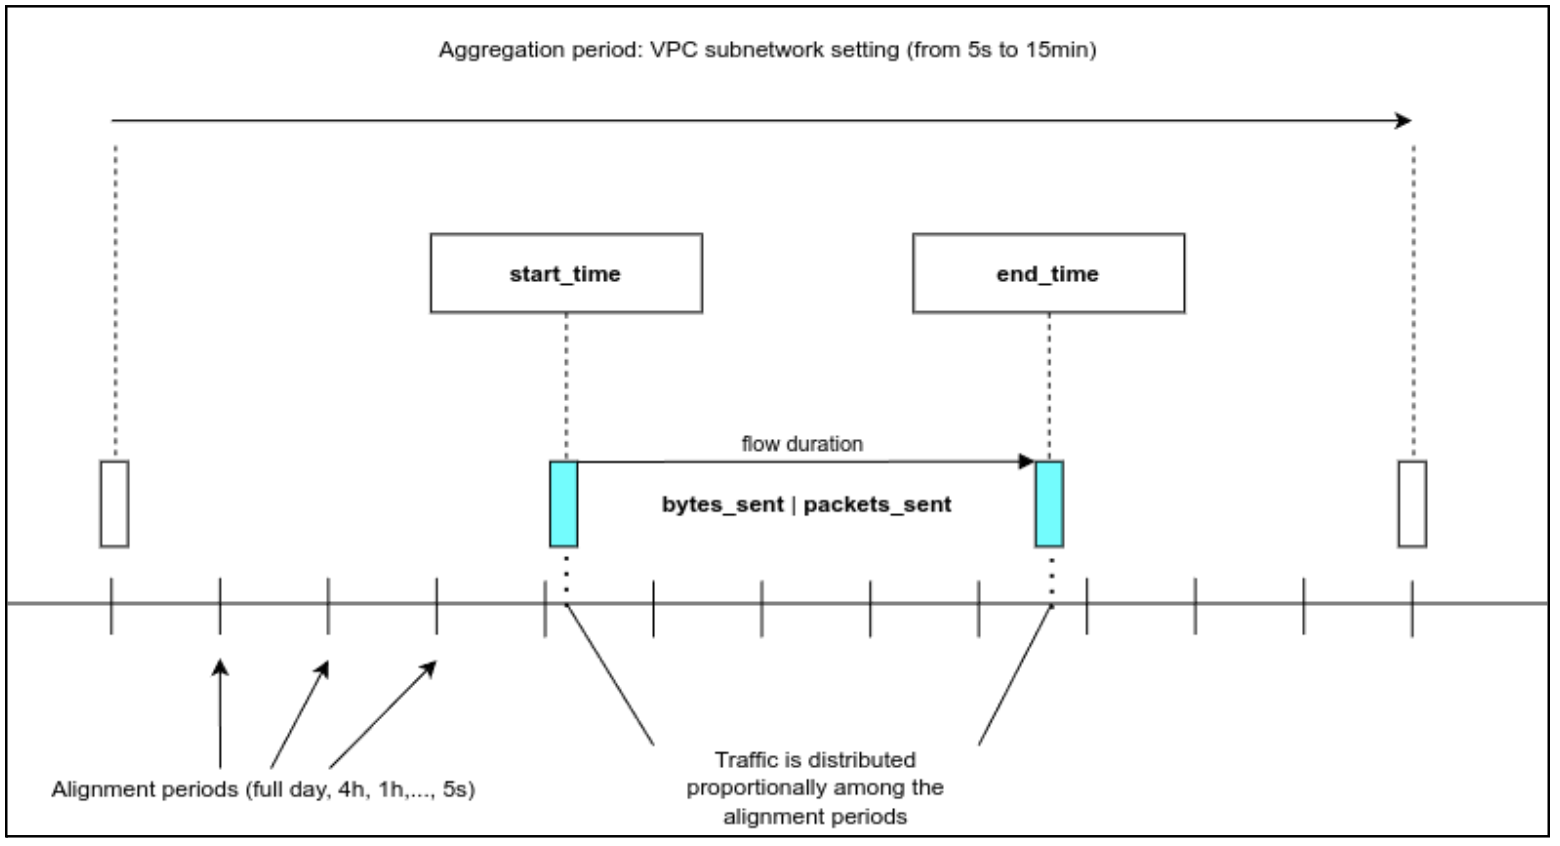 Aggregation period: VPC subnetwork setting (from 5s to 15min)
start_time
end_time
flow duration
bytes_sent | packets_sent
Alignment periods (full day, 4h, 1h,..., 5s)
Traffic is distributed
proportionally among the
alignment periods